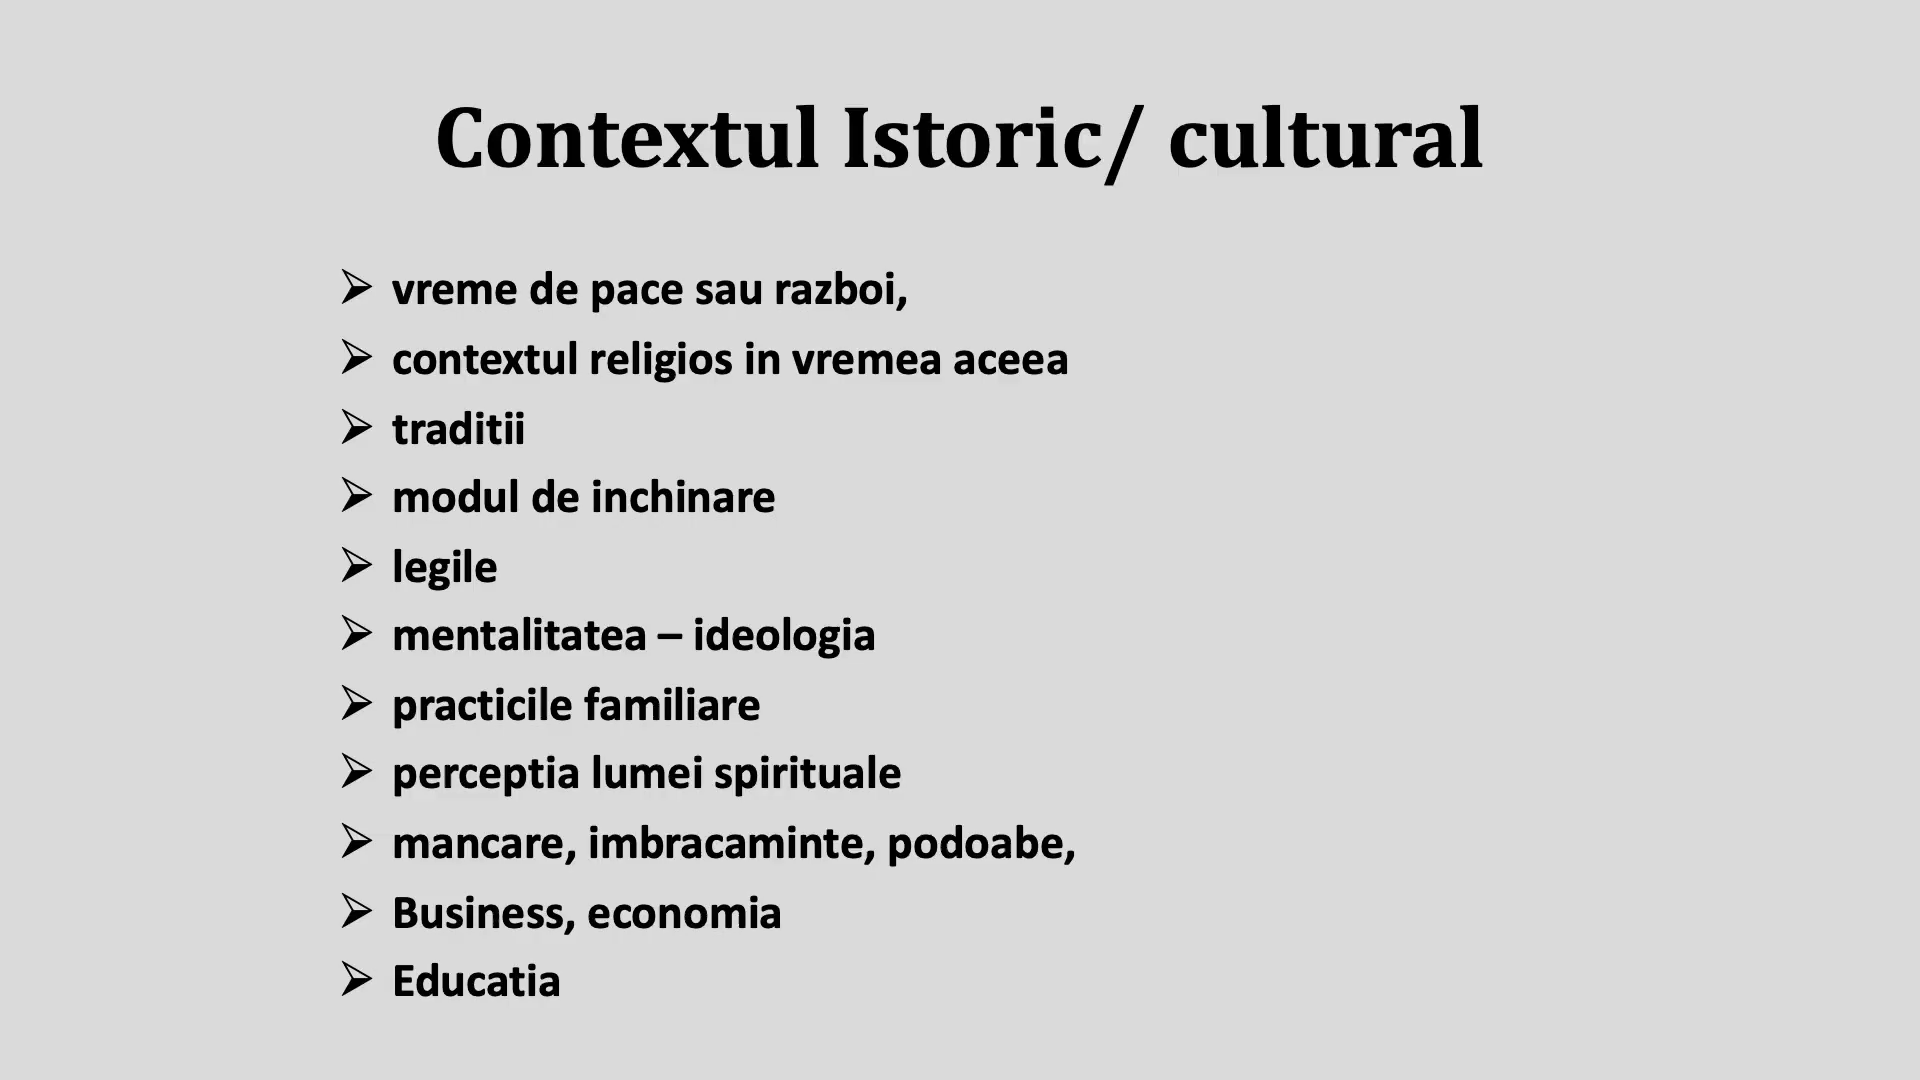 Contextul Istoric/ cultural
➢ vreme de pace sau razboi,
➢ contextul religios in vremea aceea
➢ traditii
➢ modul de inchinare
➢ legile
➢ mentalitatea – ideologia
➢ practicile familiare
➢ perceptia lumei spirituale
➢ mancare, imbracaminte, podoabe,
➢ Business, economia
➢ Educatia